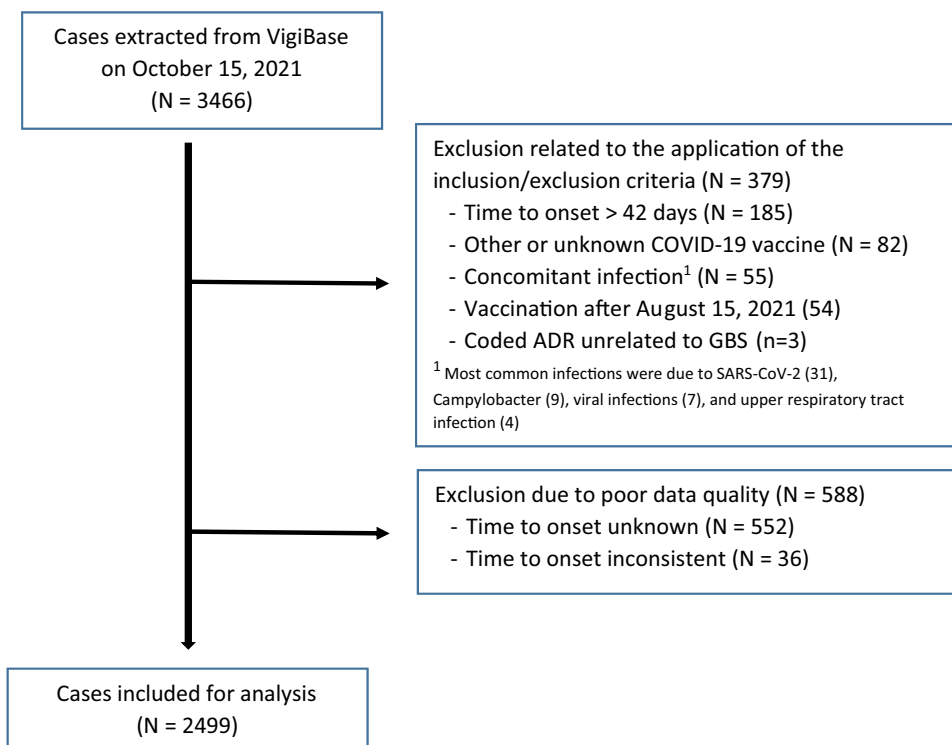 Cases extracted from VigiBase
on October 15, 2021
(N = 3466)
Exclusion related to the application of the
inclusion/exclusion criteria (N = 379)
- Time to onset > 42 days (N = 185)
- Other or unknown COVID-19 vaccine (N = 82)
- Concomitant infection¹ (N = 55)
- Vaccination after August 15, 2021 (54)
- Coded ADR unrelated to GBS (n=3)
¹ Most common infections were due to SARS-CoV-2 (31),
Campylobacter (9), viral infections (7), and upper respiratory tract
infection (4)
Exclusion due to poor data quality (N = 588)
- Time to onset unknown (N = 552)
- Time to onset inconsistent (N = 36)
Cases included for analysis
(N = 2499)